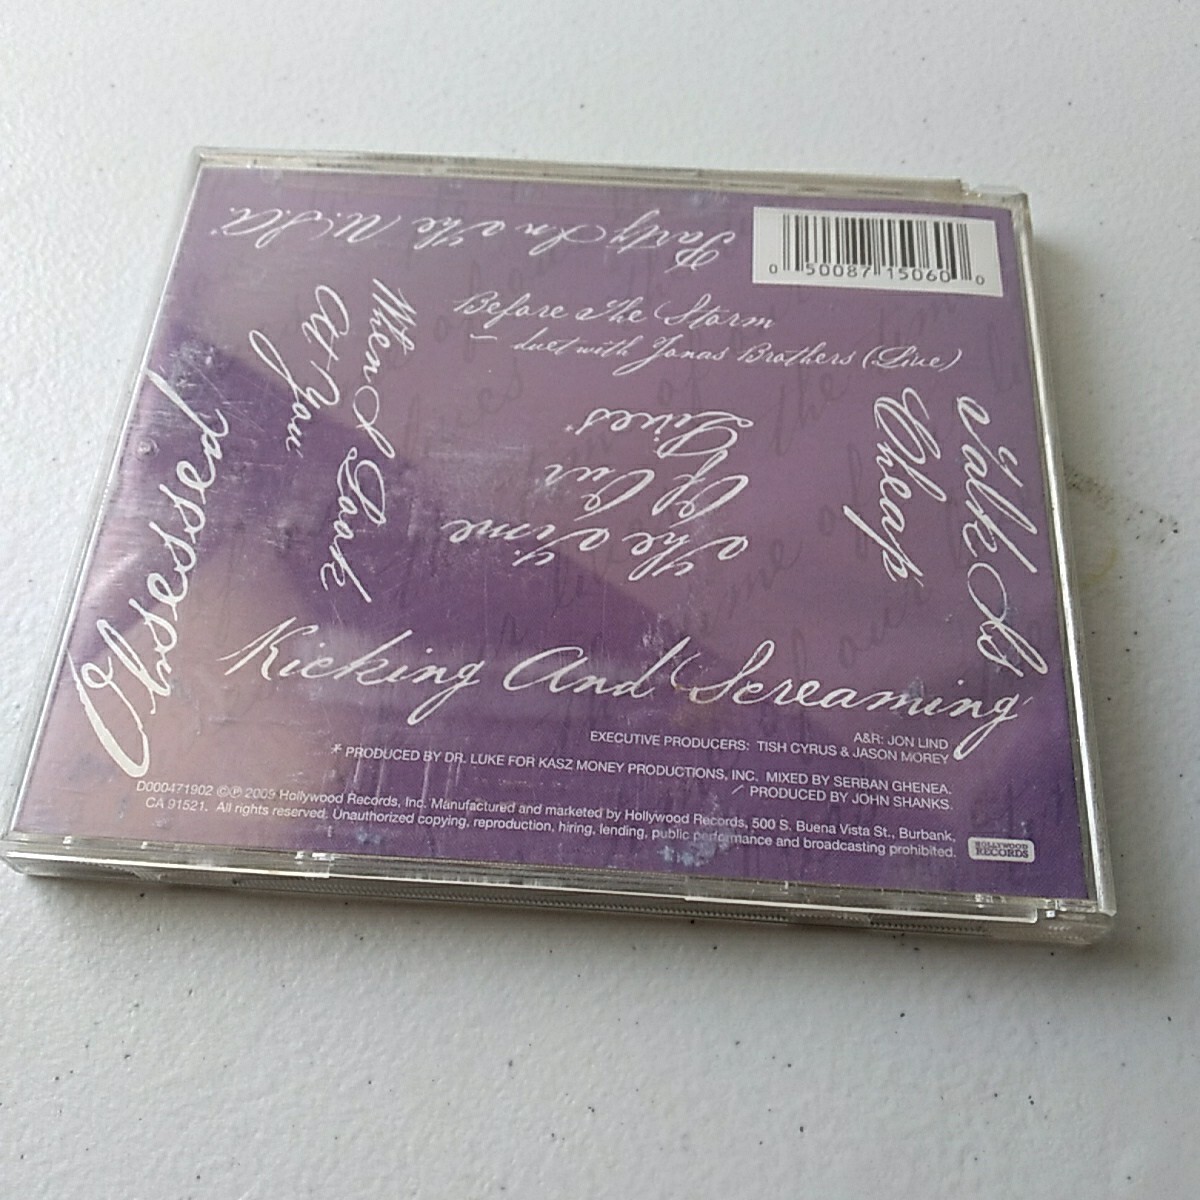 Party In The U.S.A.*
0 50087 15060 0
Before The Storm
- duet with Jonas Brothers (Live)
When I Look
At You'
Obsessed'
The Time
Of Our
Lives*
Talk Is
Cheap'
Kicking And Screaming'
A&R: JON LIND
EXECUTIVE PRODUCERS: TISH CYRUS & JASON MOREY
* PRODUCED BY DR. LUKE FOR KASZ MONEY PRODUCTIONS, INC. MIXED BY SERBAN GHENEA.
/ PRODUCED BY JOHN SHANKS.
D000471902 ©℗ 2009 Hollywood Records, Inc. Manufactured and marketed by Hollywood Records, 500 S. Buena Vista St., Burbank,
CA 91521. All rights reserved. Unauthorized copying, reproduction, hiring, lending, public performance and broadcasting prohibited.
HOLLYWOOD
RECORDS